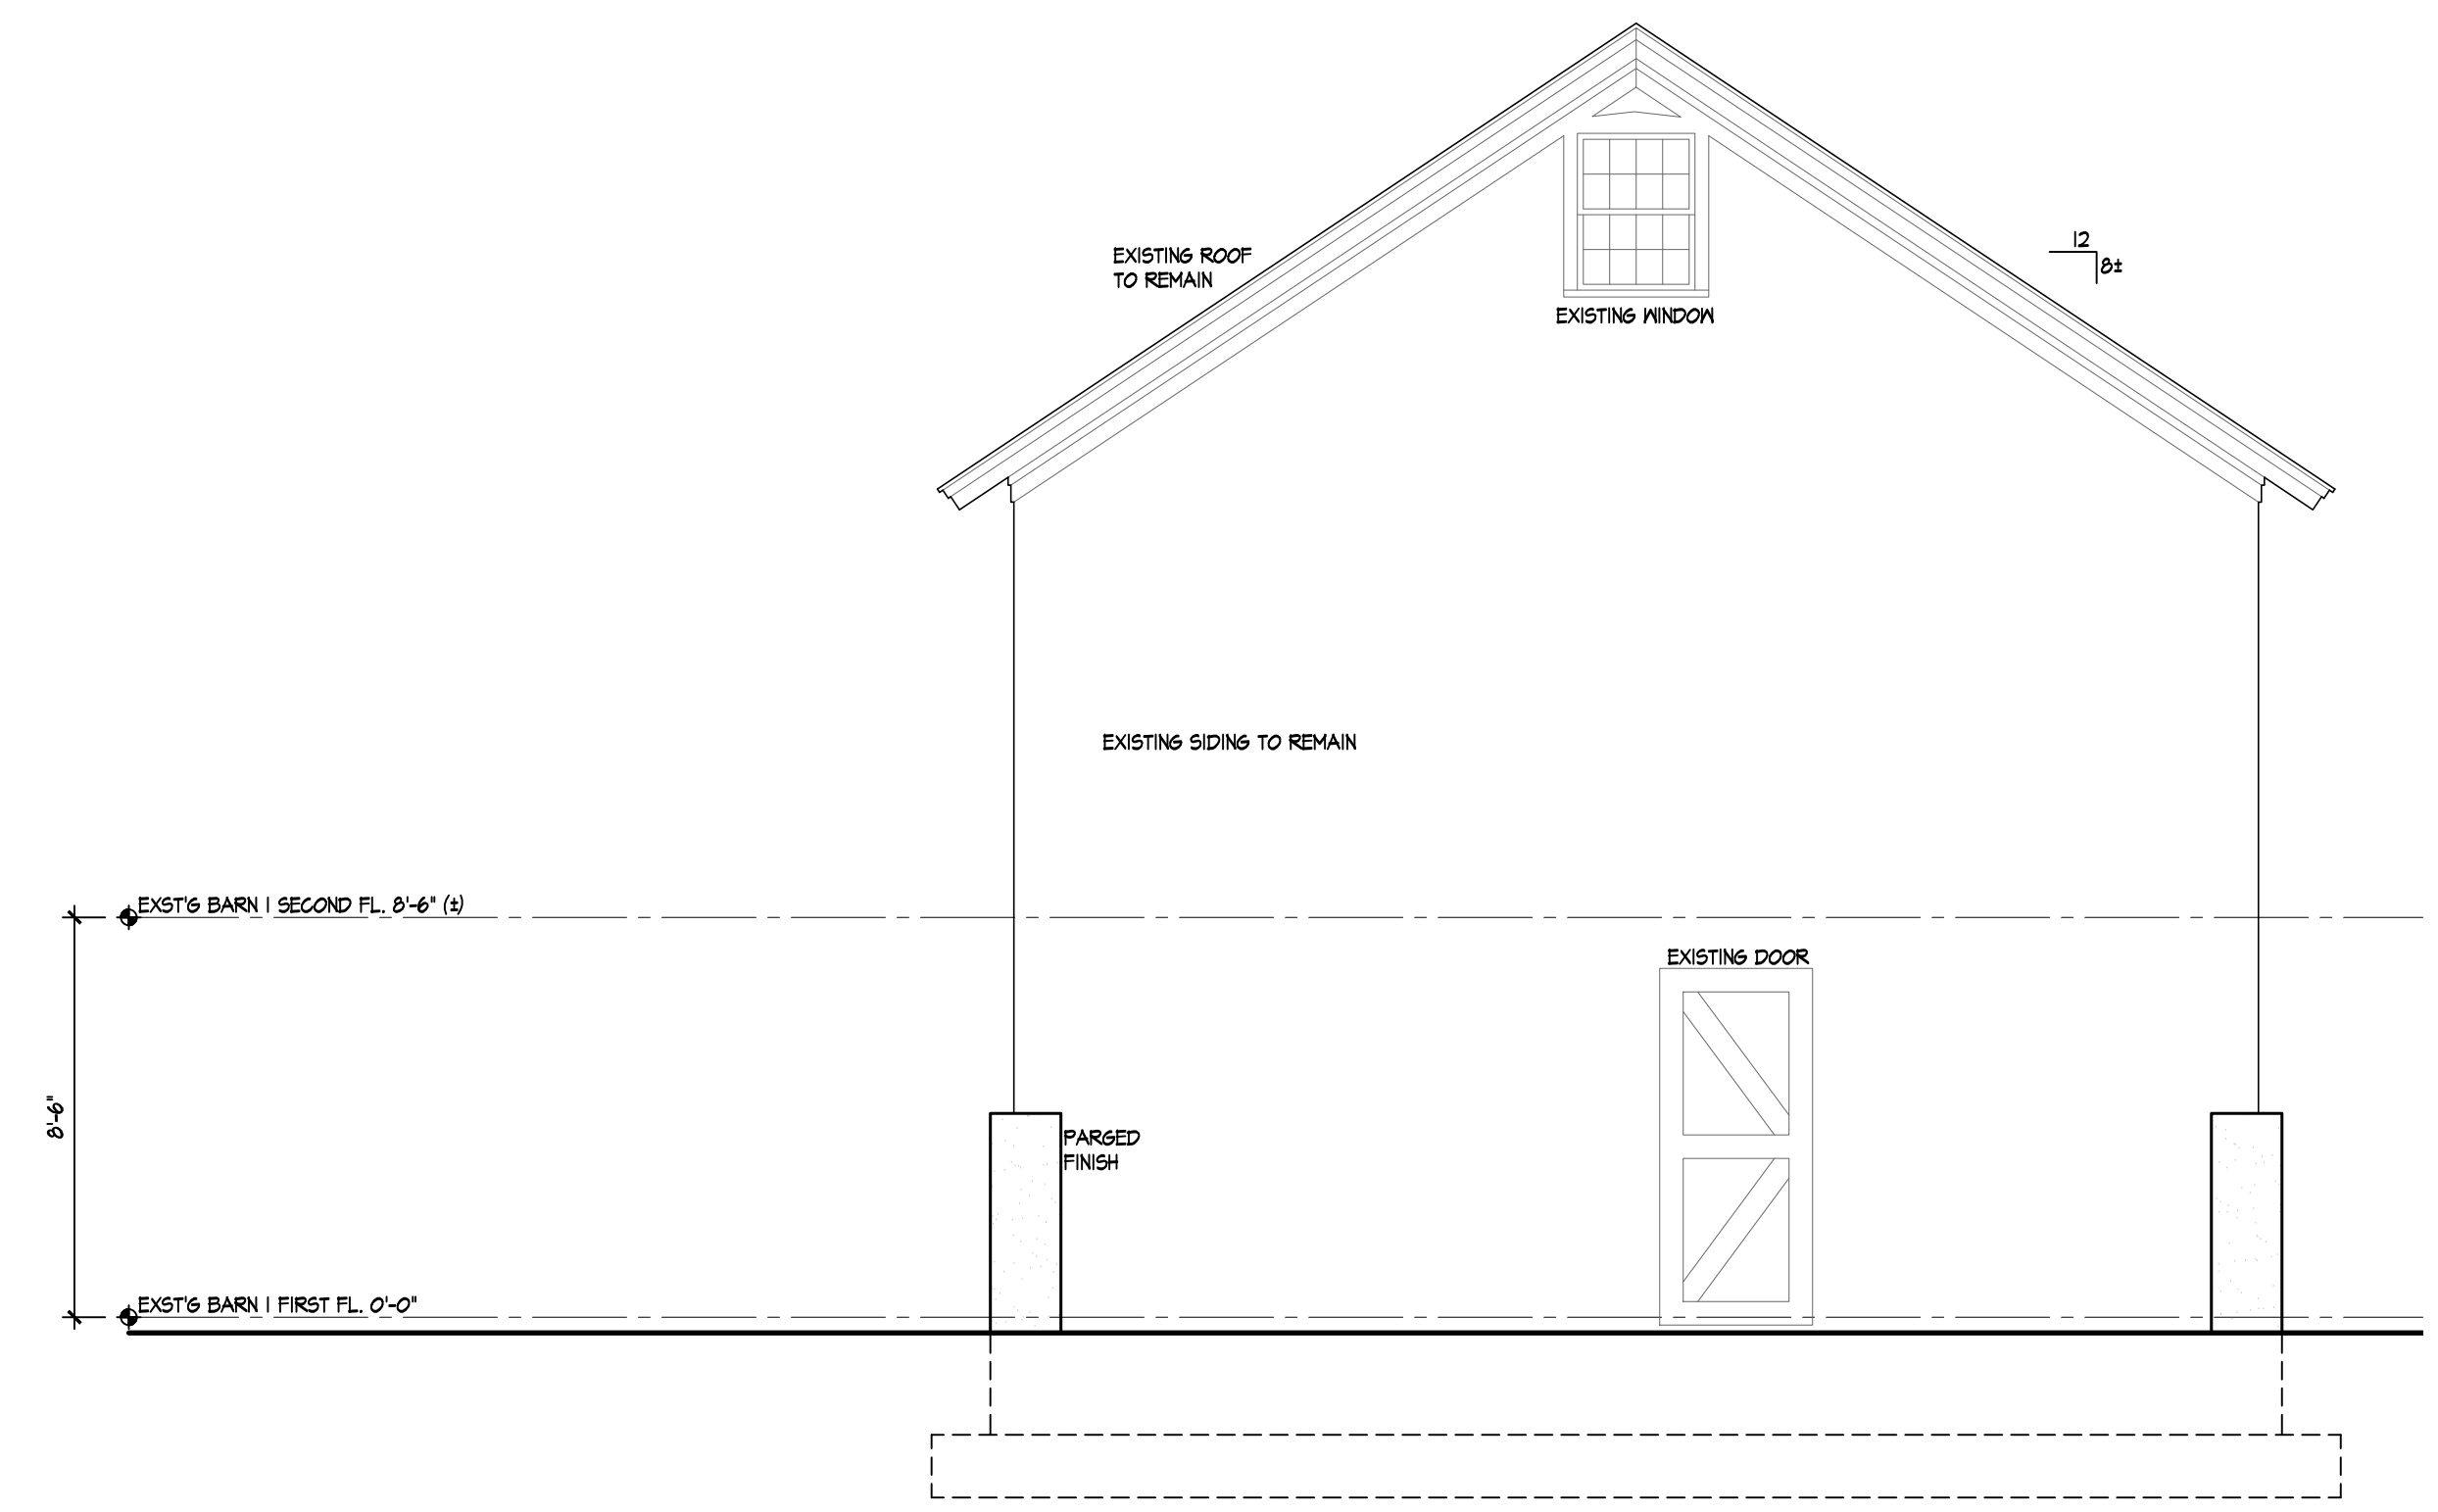 12
8±
EXISTING ROOF
TO REMAIN
EXISTING WINDOW
EXISTING SIDING TO REMAIN
EXST'G BARN | SECOND FL. 8'-6" (±)
EXISTING DOOR
8'-6"
PARGED
FINISH
EXST'G BARN | FIRST FL. 0'-0"